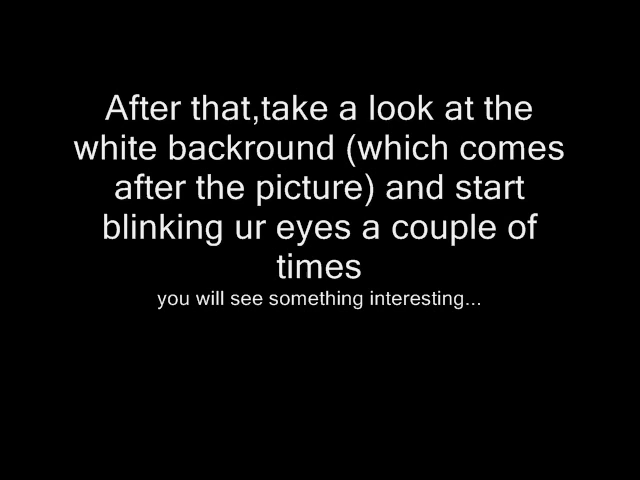 After that,take a look at the
white backround (which comes
after the picture) and start
blinking ur eyes a couple of
times
you will see something interesting...